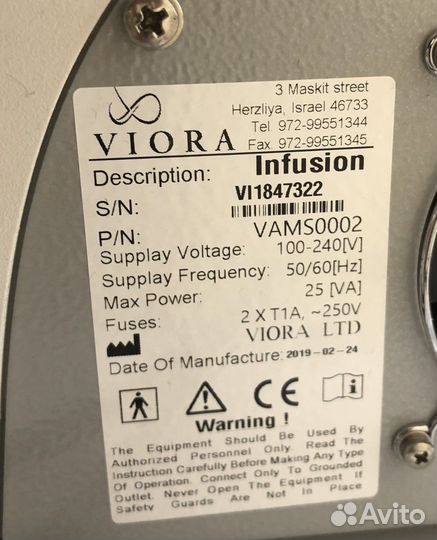 3 Maskit street
Herzliya, Israel 46733
Tel. 972-99551344
Fax. 972-99551345
VIORA
Description: Infusion
S/N: VI1847322
P/N: VAMS0002
Supplay Voltage: 100-240[V]
Supplay Frequency: 50/60[Hz]
Max Power: 25 [VA]
Fuses: 2 X T1A, ~250V
VIORA LTD
Date Of Manufacture: 2019-02-24
CE
Warning !
The Equipment Should Be Used By
Authorized Personnel Only. Read The
Instruction Carefully Before Making Any Type
Of Operation. Connect Only To Grounded
Outlet. Never Open The Equipment
Safety Guards Are Not In Place
Avito